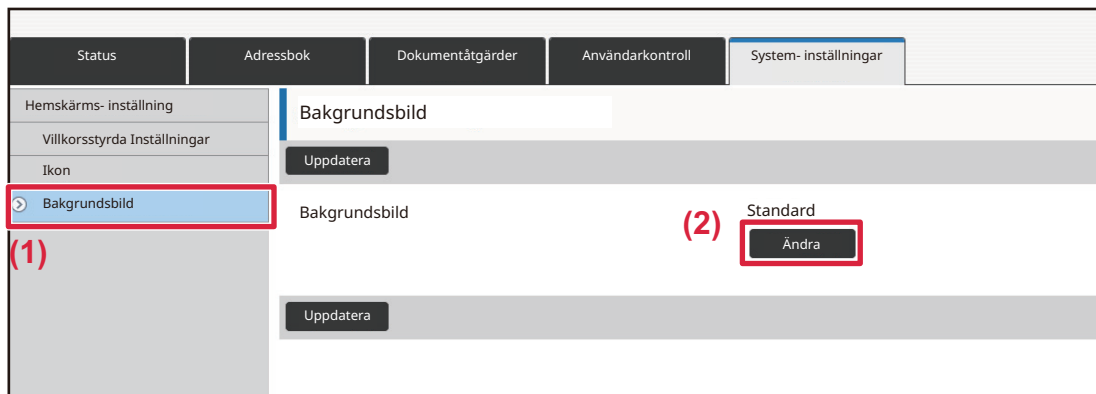 Status
Adressbok
Dokumentåtgärder
Användarkontroll
System- inställningar
Hemskärms- inställning
Villkorsstyrda Inställningar
Ikon
Bakgrundsbild
(1)
Bakgrundsbild
Uppdatera
Bakgrundsbild
Standard
(2)
Ändra
Uppdatera